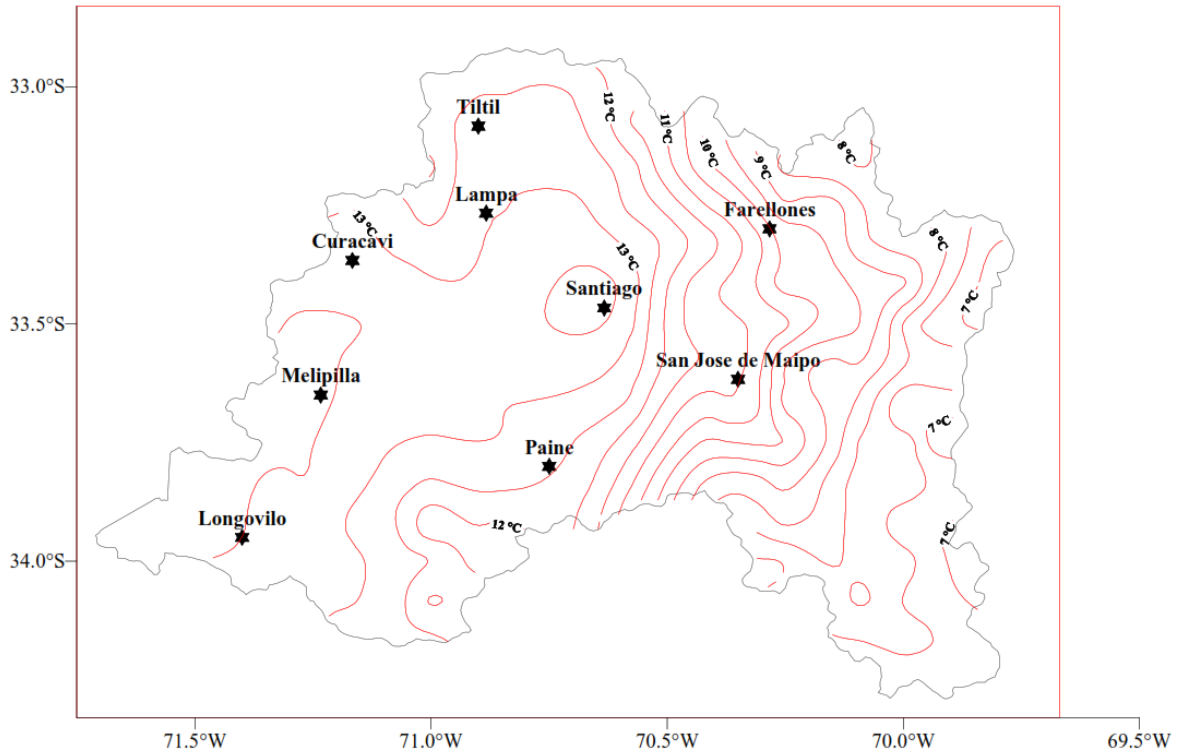 33.0°S
Tiltil
12 °C
11 °C
10 °C
9 °C
8 °C
Lampa
Farellones
13 °C
Curacavi
13 °C
8 °C
Santiago
7 °C
33.5°S
San Jose de Maipo
Melipilla
7 °C
Paine
Longovilo
12 °C
7 °C
34.0°S
71.5°W
71.0°W
70.5°W
70.0°W
69.5°W